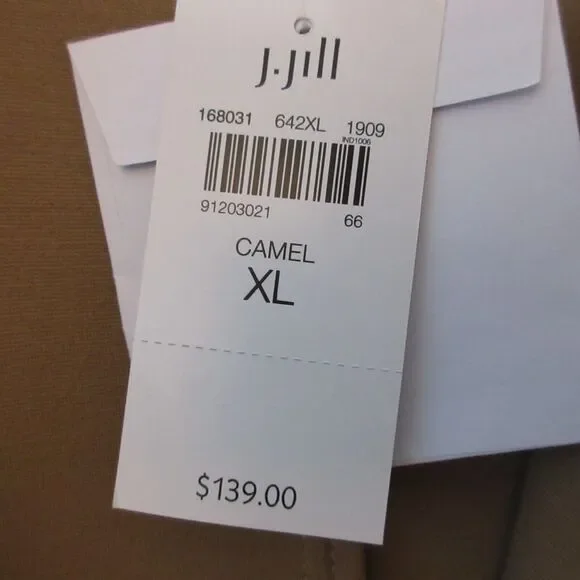 J.Jill
168031 642XL 1909
IND1006
91203021 66
CAMEL
XL
$139.00